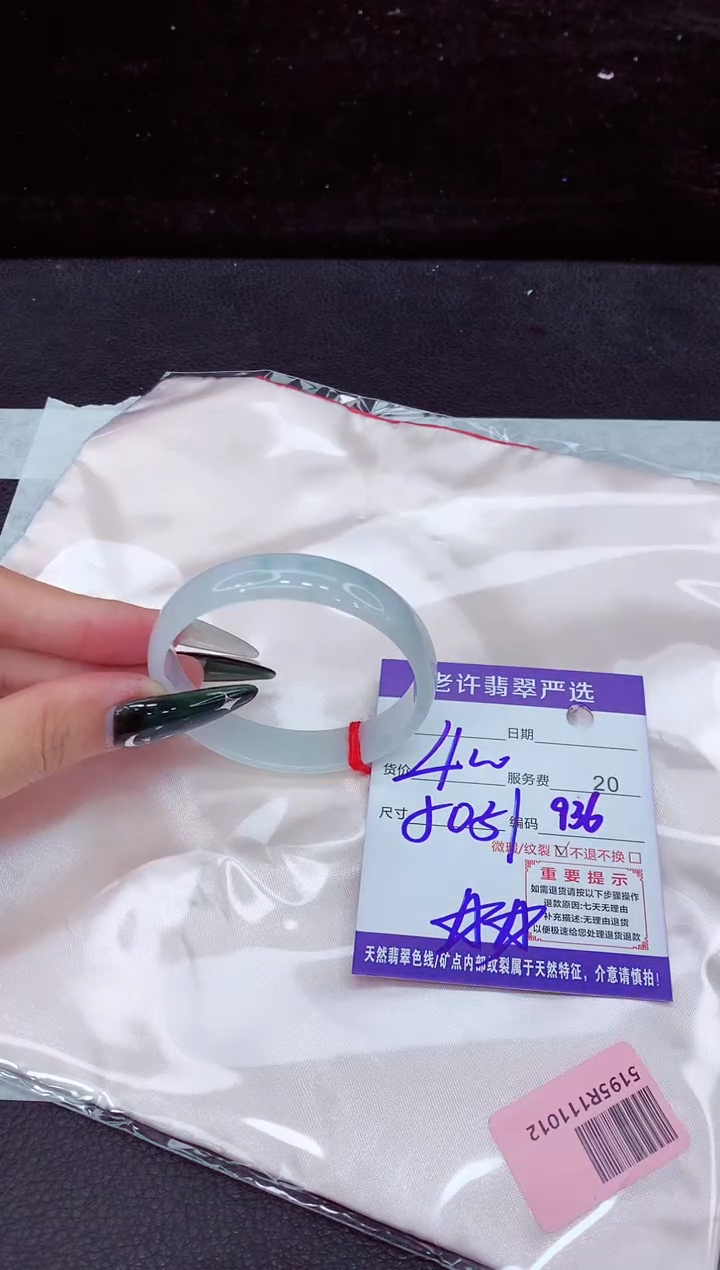 老许翡翠严选
日期
货价 服务费 20
尺寸 编码 936
微瑕/纹裂☑不退不换☐
重要提示
如需退货请按以下步骤操作
退款原因:七天无理由
补充描述:无理由退货
以便极速给您处理退货退款
天然翡翠色线/矿点内部纹裂属于天然特征，介意请慎拍!
5195R111012